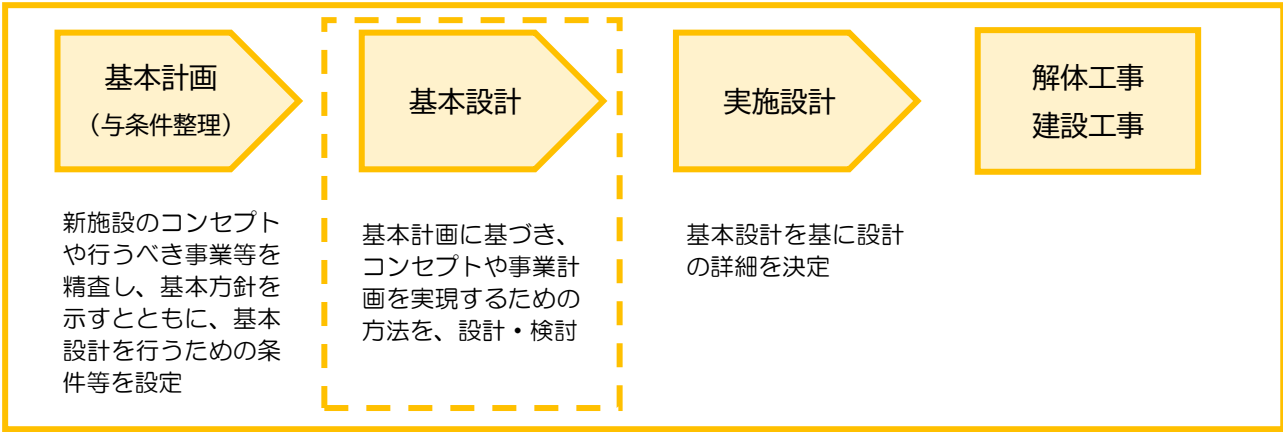 基本計画
（与条件整理）
新施設のコンセプト
や行うべき事業等を
精査し、基本方針を
示すとともに、基本
設計を行うための条
件等を設定
基本設計
基本計画に基づき、
コンセプトや事業計
画を実現するための
方法を、設計・検討
実施設計
基本設計を基に設計
の詳細を決定
解体工事
建設工事